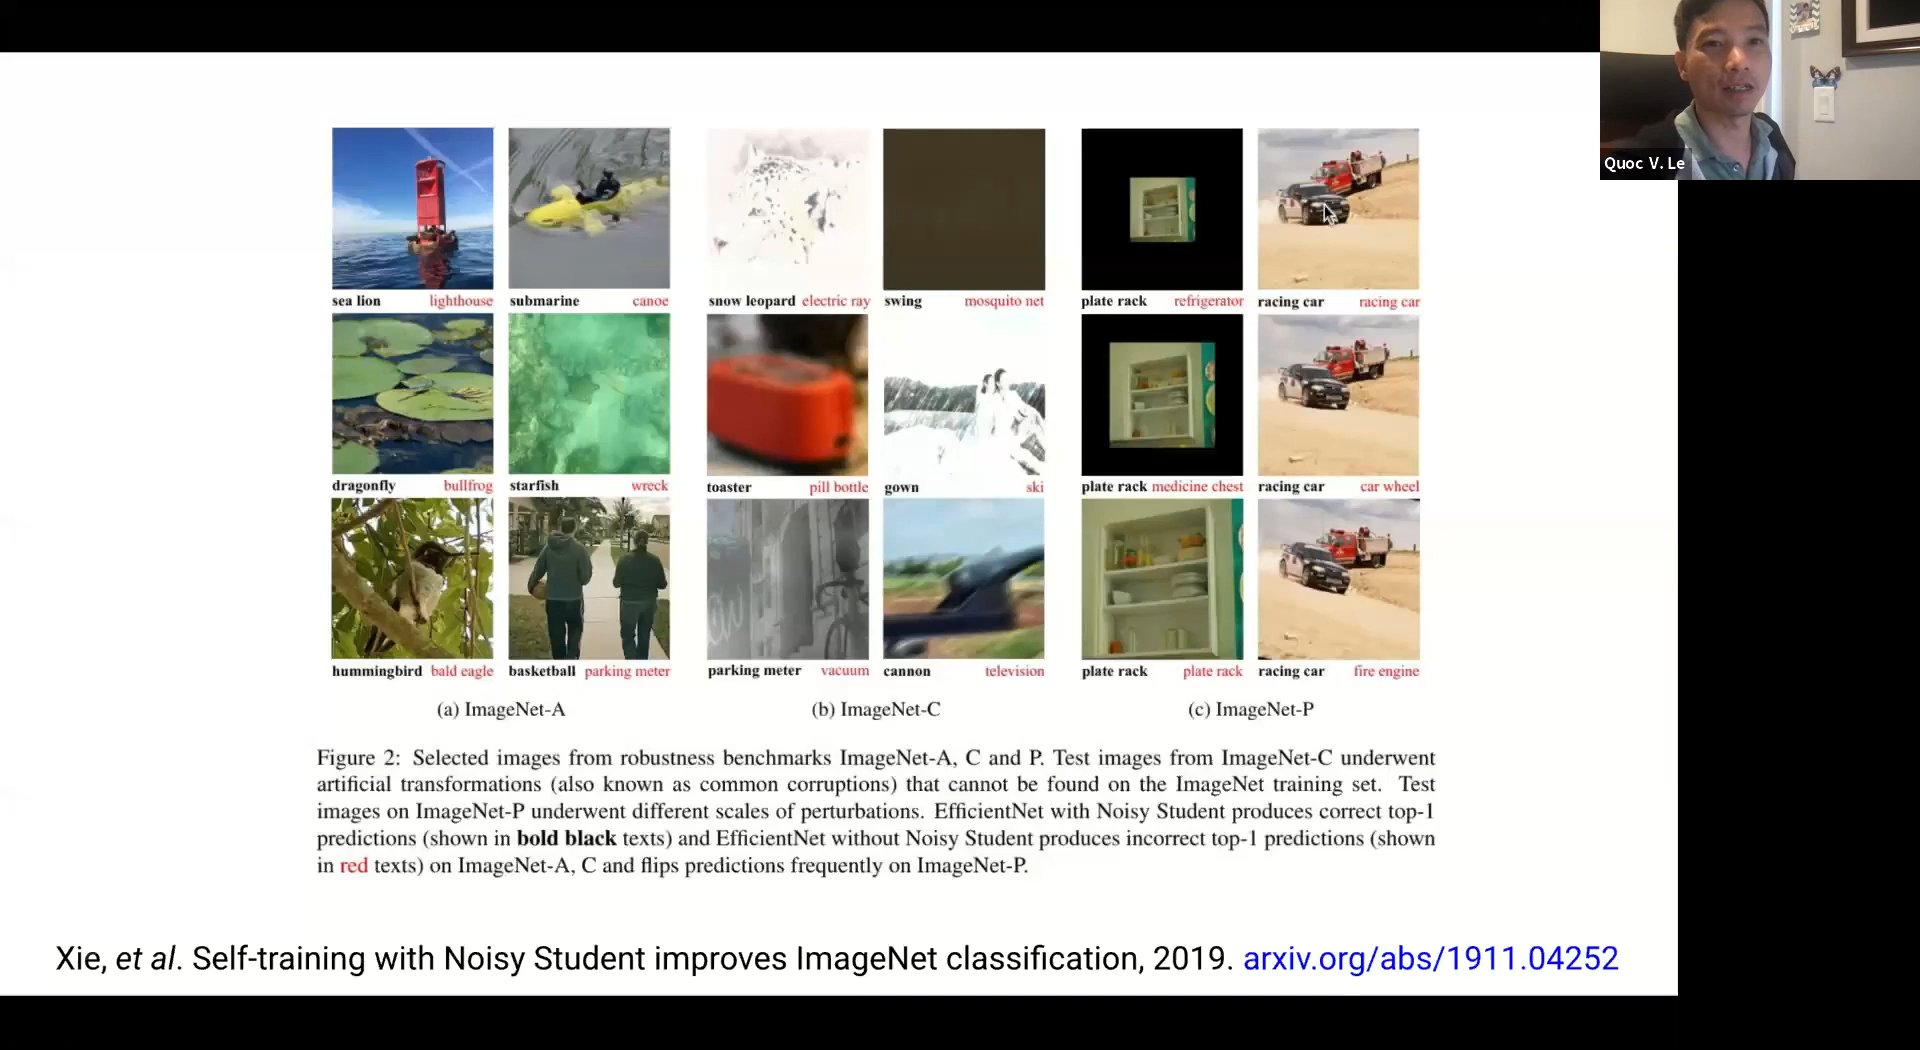 Quoc V. Le
sea lion lighthouse submarine canoe snow leopard electric ray swing mosquito net plate rack refrigerator racing car racing car
dragonfly bullfrog starfish wreck toaster pill bottle gown ski plate rack medicine chest racing car car wheel
hummingbird bald eagle basketball parking meter parking meter vacuum cannon television plate rack plate rack racing car fire engine
(a) ImageNet-A (b) ImageNet-C (c) ImageNet-P
Figure 2: Selected images from robustness benchmarks ImageNet-A, C and P. Test images from ImageNet-C underwent
artificial transformations (also known as common corruptions) that cannot be found on the ImageNet training set. Test
images on ImageNet-P underwent different scales of perturbations. EfficientNet with Noisy Student produces correct top-1
predictions (shown in bold black texts) and EfficientNet without Noisy Student produces incorrect top-1 predictions (shown
in red texts) on ImageNet-A, C and flips predictions frequently on ImageNet-P.
Xie, et al. Self-training with Noisy Student improves ImageNet classification, 2019. arxiv.org/abs/1911.04252